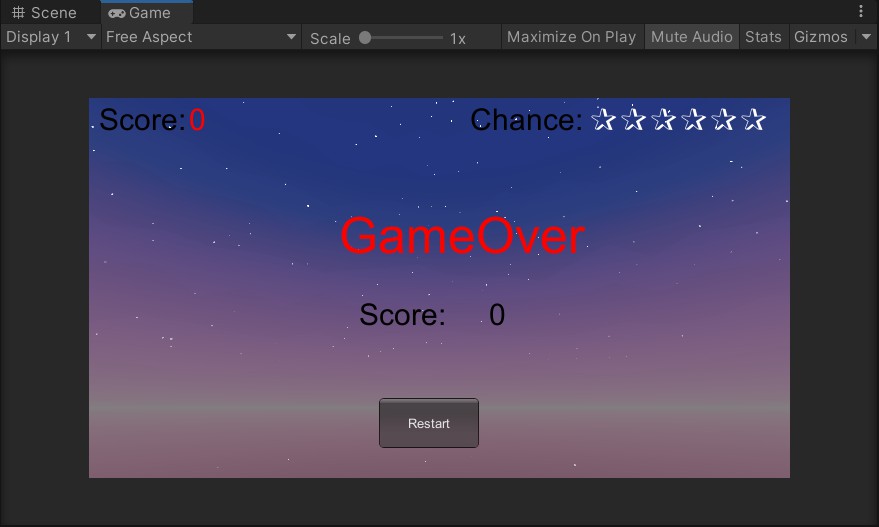 Scene Game
Display 1 Free Aspect Scale 1x Maximize On Play Mute Audio Stats Gizmos
Score:0 Chance: ✰✰✰✰✰✰
GameOver
Score: 0
Restart